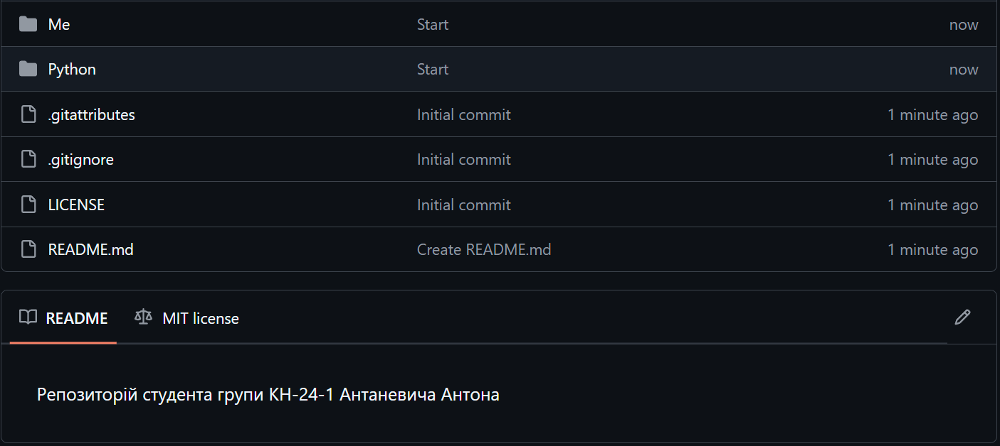 Me Start now
Python Start now
.gitattributes Initial commit 1 minute ago
.gitignore Initial commit 1 minute ago
LICENSE Initial commit 1 minute ago
README.md Create README.md 1 minute ago
README MIT license
Репозиторій студента групи КН-24-1 Антаневича Антона